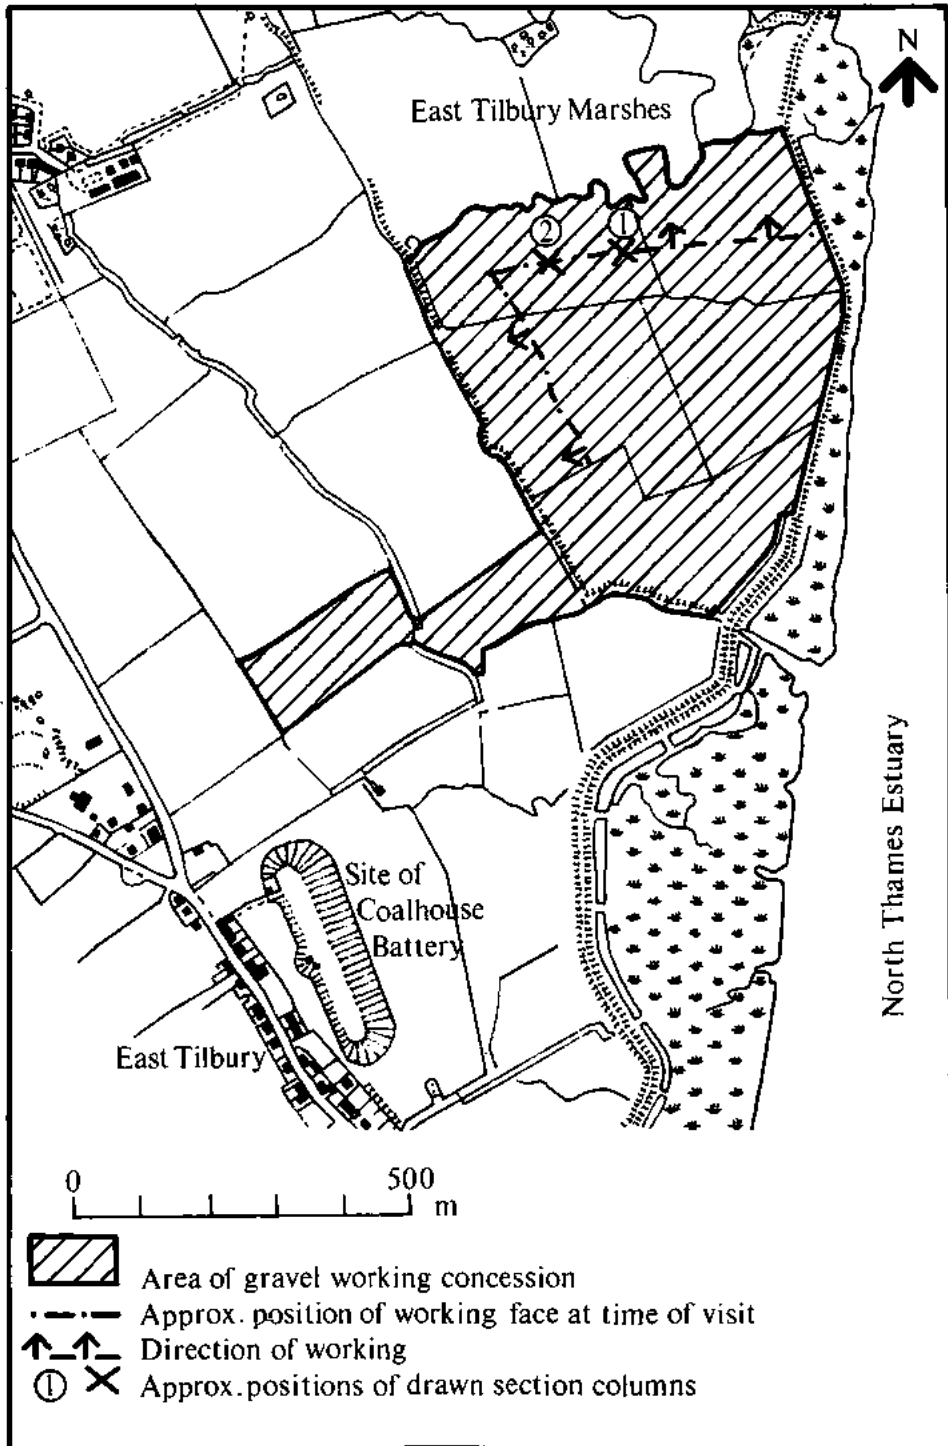 N
East Tilbury Marshes
2
1
North Thames Estuary
Site of
Coalhouse
Battery
East Tilbury
0
500
m
Area of gravel working concession
Approx. position of working face at time of visit
Direction of working
1
Approx. positions of drawn section columns